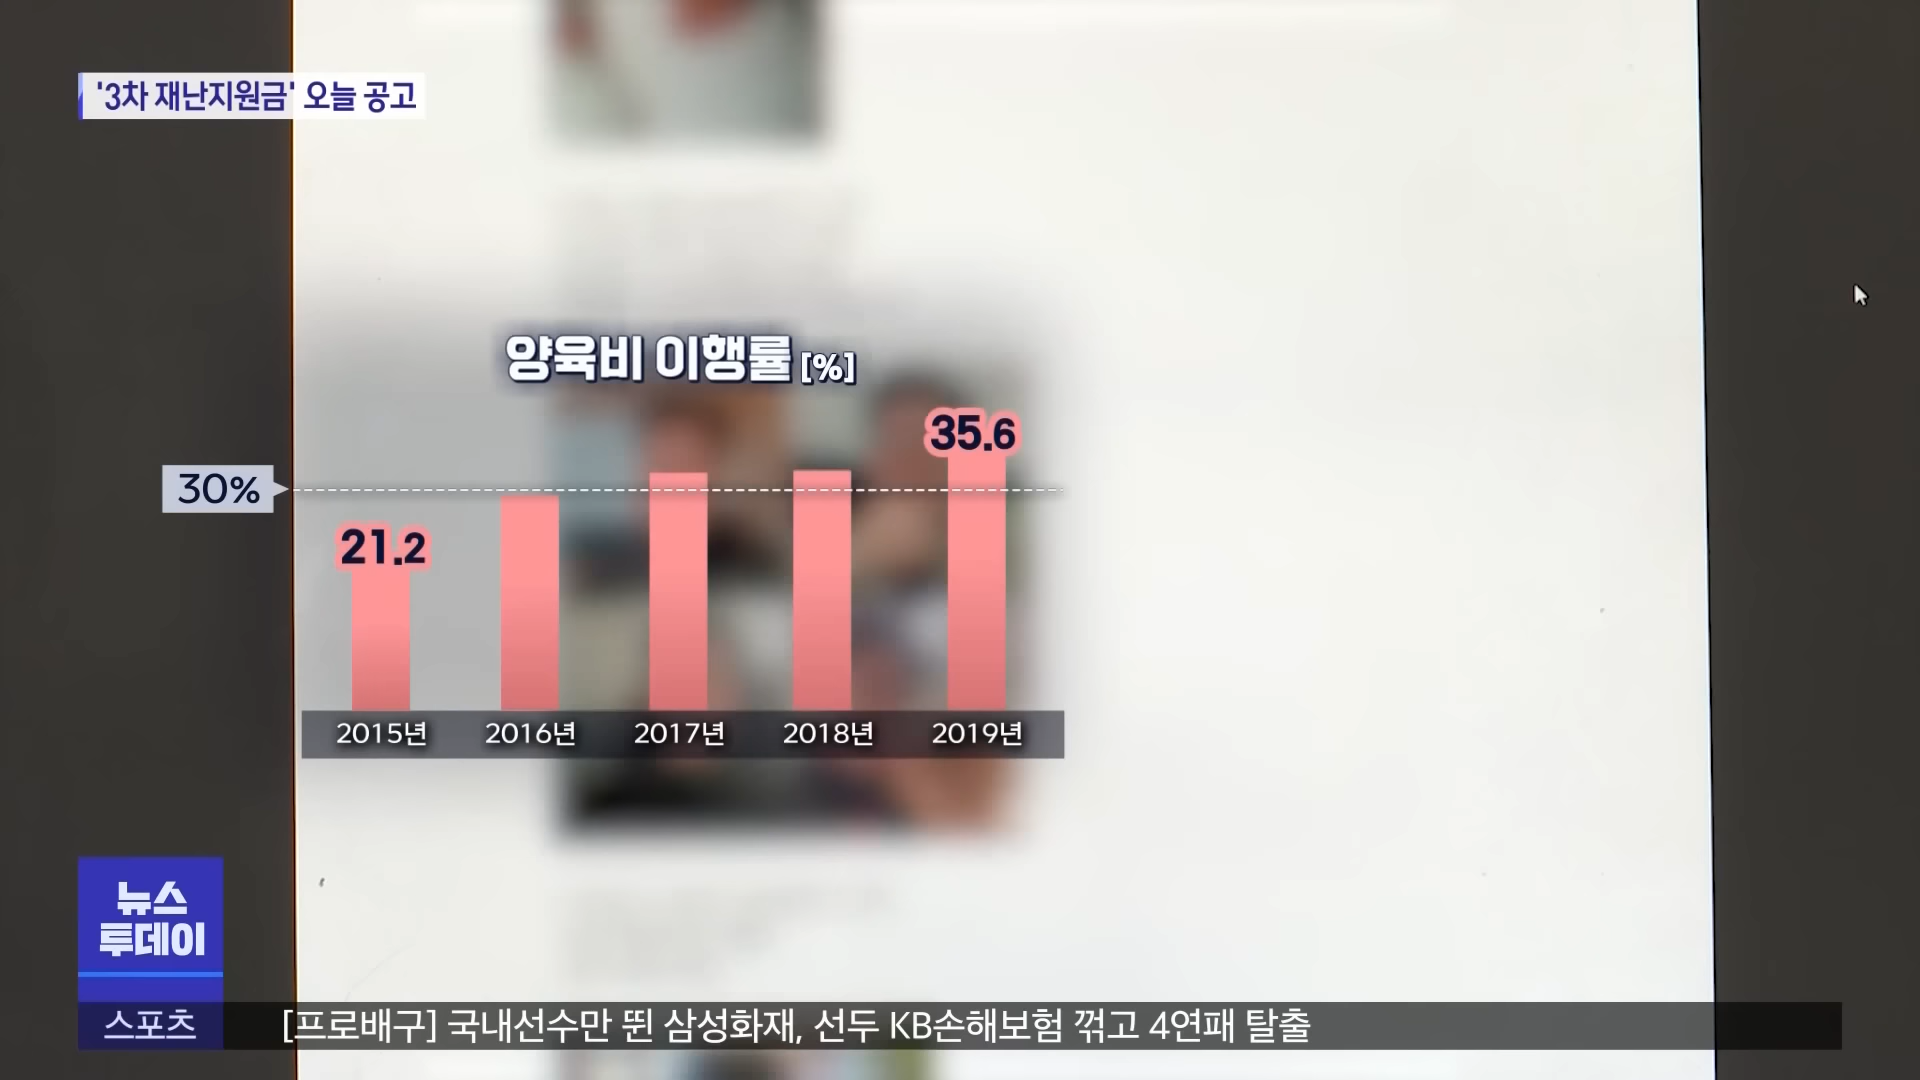 '3차 재난지원금' 오늘 공고
양육비 이행률 [%]
35.6
30%
21.2
2015년 2016년 2017년 2018년 2019년
뉴스
투데이
스포츠 [프로배구] 국내선수만 뛴 삼성화재, 선두 KB손해보험 꺾고 4연패 탈출